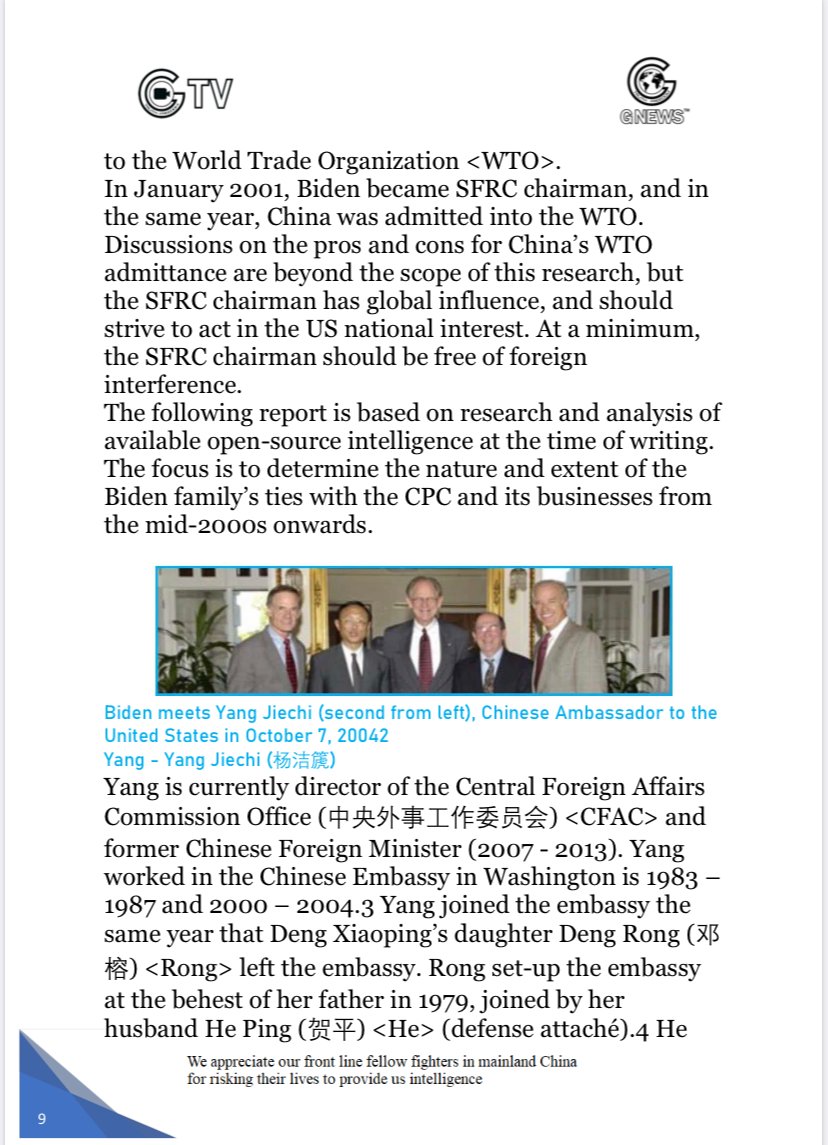 TV
GNEWS™
to the World Trade Organization <WTO>.
In January 2001, Biden became SFRC chairman, and in
the same year, China was admitted into the WTO.
Discussions on the pros and cons for China's WTO
admittance are beyond the scope of this research, but
the SFRC chairman has global influence, and should
strive to act in the US national interest. At a minimum,
the SFRC chairman should be free of foreign
interference.
The following report is based on research and analysis of
available open-source intelligence at the time of writing.
The focus is to determine the nature and extent of the
Biden family's ties with the CPC and its businesses from
the mid-2000s onwards.
Biden meets Yang Jiechi (second from left), Chinese Ambassador to the
United States in October 7, 20042
Yang - Yang Jiechi (杨洁篪)
Yang is currently director of the Central Foreign Affairs
Commission Office (中央外事工作委员会) <CFAC> and
former Chinese Foreign Minister (2007 - 2013). Yang
worked in the Chinese Embassy in Washington is 1983 –
1987 and 2000 – 2004.3 Yang joined the embassy the
same year that Deng Xiaoping's daughter Deng Rong (邓
榕) <Rong> left the embassy. Rong set-up the embassy
at the behest of her father in 1979, joined by her
husband He Ping (贺平) <He> (defense attaché).4 He
We appreciate our front line fellow fighters in mainland China
for risking their lives to provide us intelligence
9